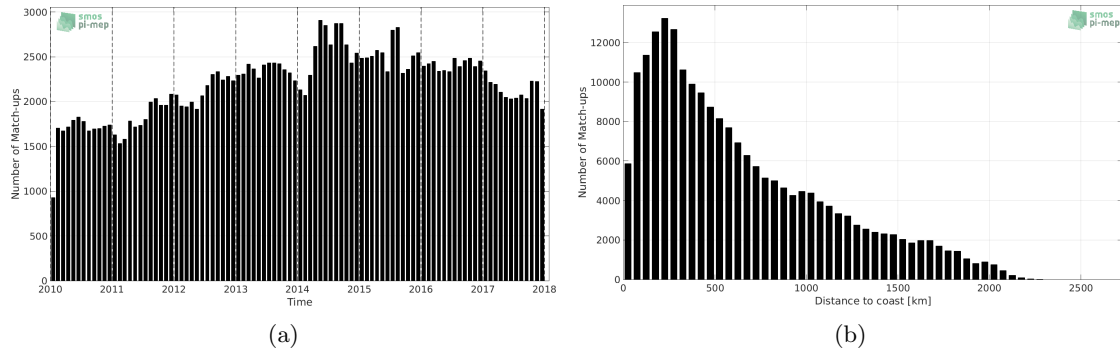 smos
pi-mep
3000
2500
2000
1500
1000
500
0
Number of Match-ups
2010 2011 2012 2013 2014 2015 2016 2017 2018
Time
(a)
smos
pi-mep
12000
10000
8000
6000
4000
2000
0
Number of Match-ups
0 500 1000 1500 2000 2500
Distance to coast [km]
(b)